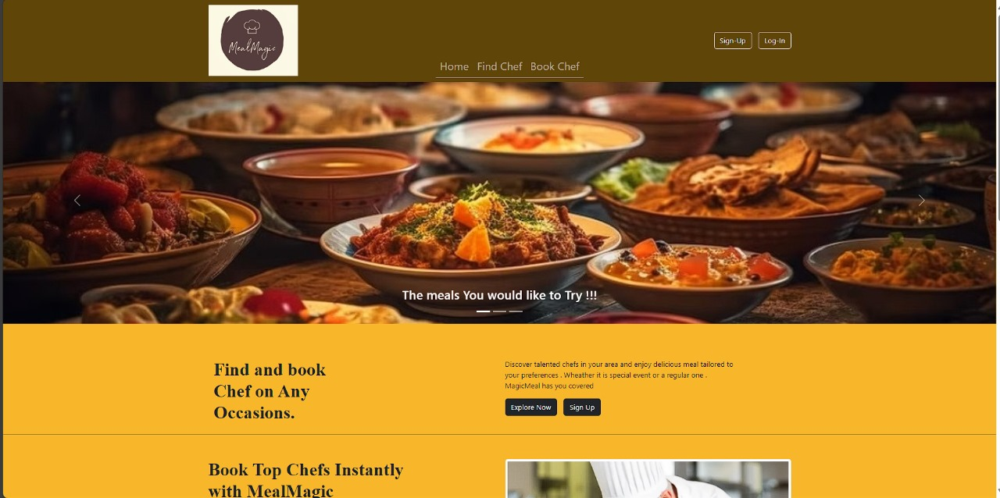 MealMagic
Sign-Up Log-In
Home Find Chef Book Chef
The meals You would like to Try !!!
Find and book
Chef on Any
Occasions.
Discover talented chefs in your area and enjoy delicious meal tailored to
your preferences . Wheather it is special event or a regular one .
MagicMeal has you covered
Explore Now Sign Up
Book Top Chefs Instantly
with MealMagic